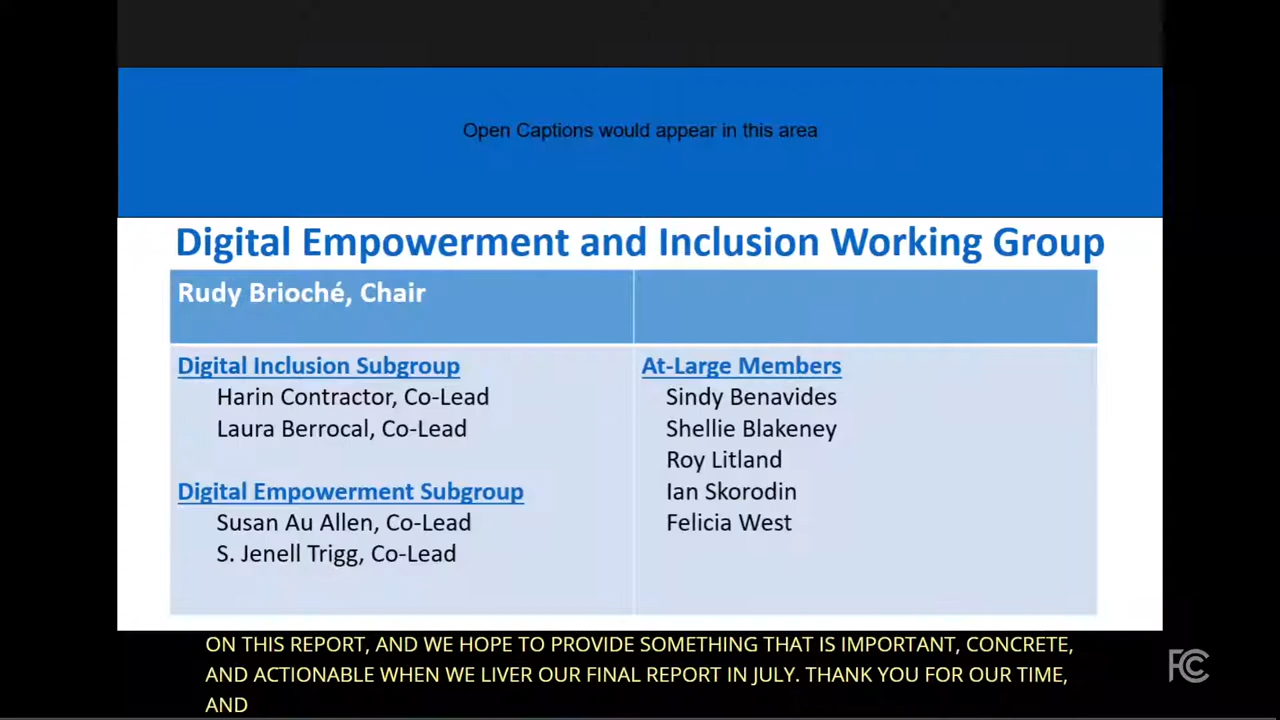 Open Captions would appear in this area
Digital Empowerment and Inclusion Working Group
Rudy Brioché, Chair
Digital Inclusion Subgroup
Harin Contractor, Co-Lead
Laura Berrocal, Co-Lead
Digital Empowerment Subgroup
Susan Au Allen, Co-Lead
S. Jenell Trigg, Co-Lead
At-Large Members
Sindy Benavides
Shellie Blakeney
Roy Litland
Ian Skorodin
Felicia West
ON THIS REPORT, AND WE HOPE TO PROVIDE SOMETHING THAT IS IMPORTANT, CONCRETE,
AND ACTIONABLE WHEN WE LIVER OUR FINAL REPORT IN JULY. THANK YOU FOR OUR TIME,
AND
FCC